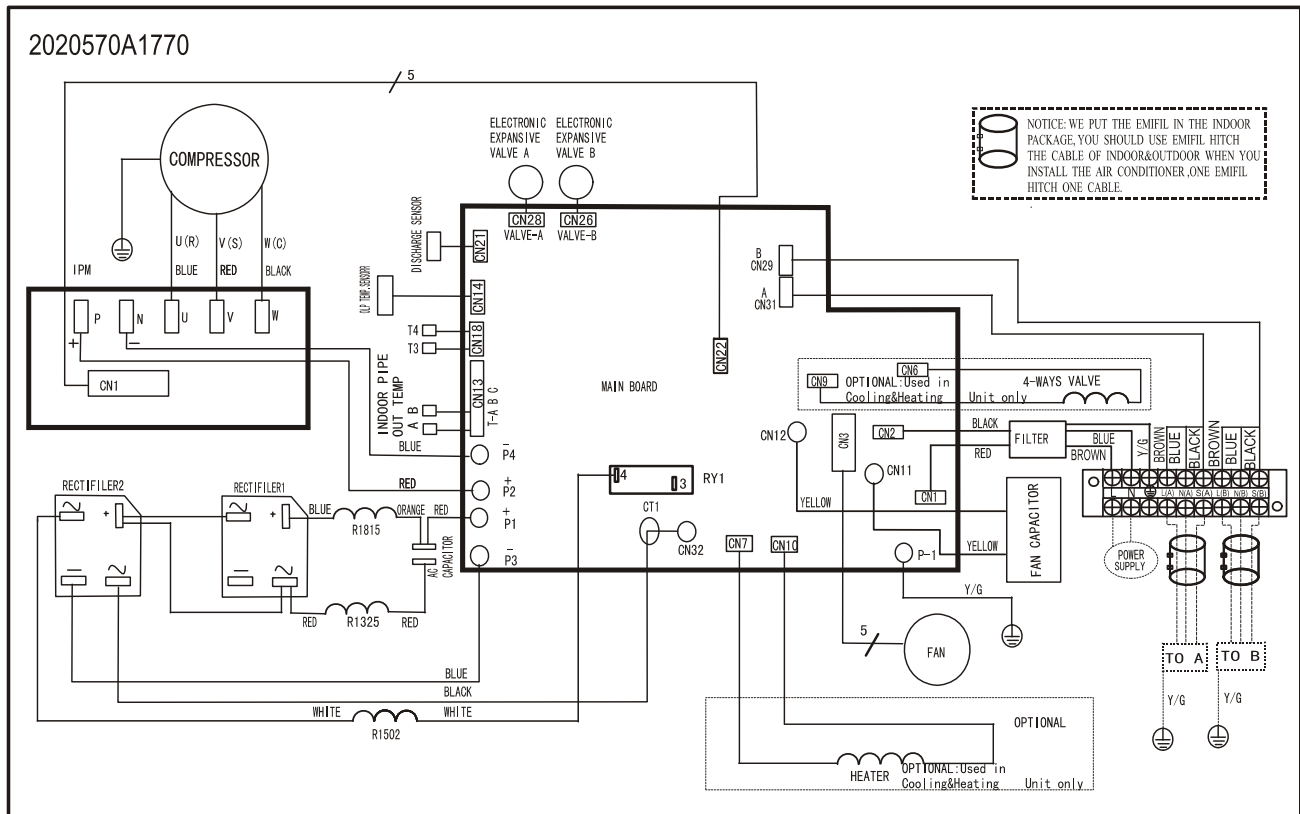 2020570A1770
5
COMPRESSOR
U(R)
V(S)
W(C)
BLUE
RED
BLACK
IPM
P
N
U
V
W
+
−
CN1
ELECTRONIC
EXPANSIVE
VALVE A
ELECTRONIC
EXPANSIVE
VALVE B
CN28
CN26
VALVE-A
VALVE-B
DISCHARGE SENSOR
CN21
OLP TEMP.SENSORR
CN14
T4
T3
CN18
INDOOR PIPE
OUT TEMP
A B
CN13
T-A B C
BLUE
−
P4
RED
+
P2
+
P1
−
P3
MAIN BOARD
CN22
B
CN29
A
CN31
NOTICE: WE PUT THE EMIFIL IN THE INDOOR
PACKAGE, YOU SHOULD USE EMIFIL HITCH
THE CABLE OF INDOOR&OUTDOOR WHEN YOU
INSTALL THE AIR CONDITIONER ,ONE EMIFIL
HITCH ONE CABLE.
CN6
CN9
OPTIONAL:Used in
Cooling&Heating Unit only
4-WAYS VALVE
CN12
CN3
CN2
BLACK
RED
FILTER
BLUE
BROWN
Y/G
BROWN
BLUE
BLACK
BROWN
BLUE
BLACK
CN11
CN1
L
N
L(A)
N(A)
S(A)
L(B)
N(B)
S(B)
4
3
RY1
CT1
CN32
YELLOW
YELLOW
FAN CAPACITOR
POWER
SUPPLY
CN7
CN10
P-1
Y/G
5
FAN
TO A
TO B
Y/G
Y/G
RECTIFILER2
RECTIFILER1
+
+
BLUE
R1815
ORANGE
RED
AC
CAPACITOR
RED
R1325
RED
BLUE
BLACK
WHITE
R1502
WHITE
OPTIONAL
HEATER
OPTIONAL:Used in
Cooling&Heating Unit only